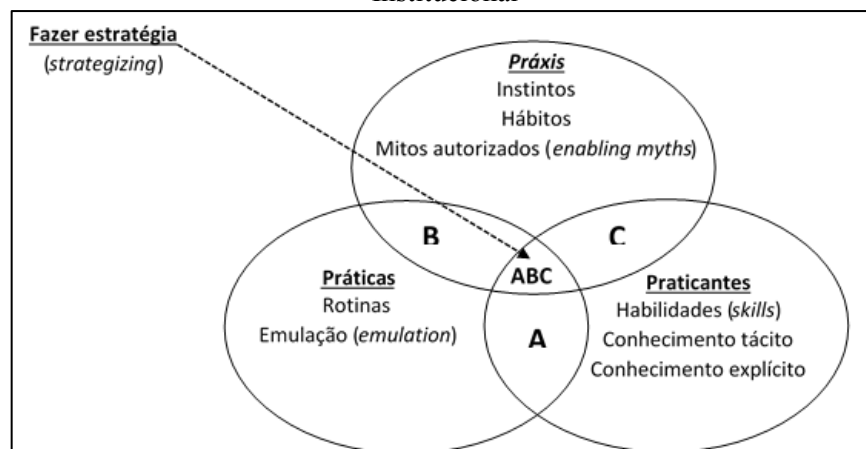 Institucional
Fazer estratégia
(strategizing)
Práxis
Instintos
Hábitos
Mitos autorizados (enabling myths)
B
C
ABC
Práticas
Rotinas
Emulação (emulation)
Praticantes
Habilidades (skills)
Conhecimento tácito
Conhecimento explícito
A